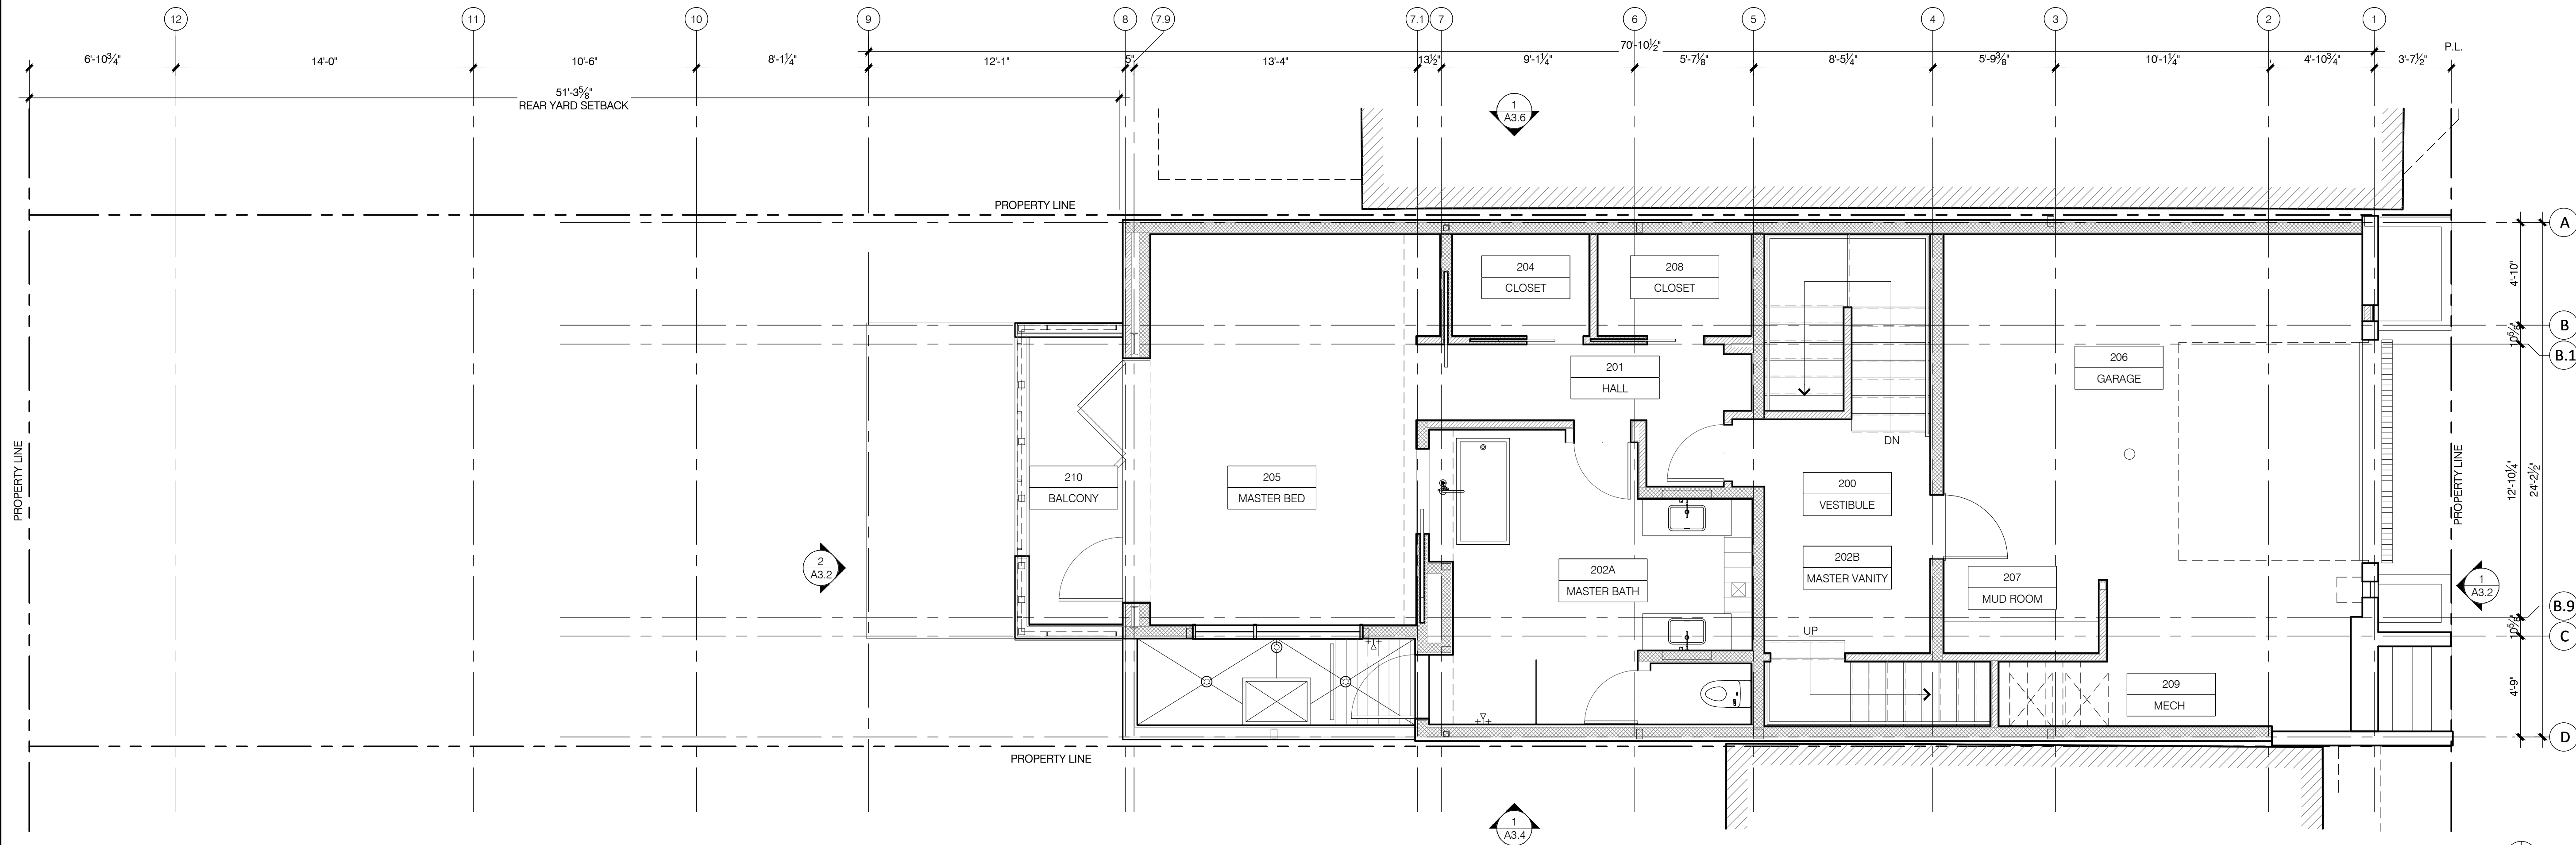 12
11
10
9
8
7.9
7.1
7
6
5
4
3
2
1
70'-10½"
P.L.
6'-10¾"
14'-0"
10'-6"
8'-1¼"
12'-1"
5"
13'-4"
13½"
9'-1¼"
5'-7⅞"
8'-5¼"
5'-9⅜"
10'-1¼"
4'-10¾"
3'-7½"
51'-3⅝"
REAR YARD SETBACK
1
A3.6
PROPERTY LINE
A
4'-10"
204
CLOSET
208
CLOSET
B
10⅝"
B.1
206
GARAGE
201
HALL
DN
PROPERTY LINE
210
BALCONY
205
MASTER BED
200
VESTIBULE
12'-10¼"
24'-2½"
PROPERTY LINE
2
A3.2
202A
MASTER BATH
202B
MASTER VANITY
207
MUD ROOM
1
A3.2
B.9
10⅝"
C
UP
4'-9"
209
MECH
D
PROPERTY LINE
1
A3.4